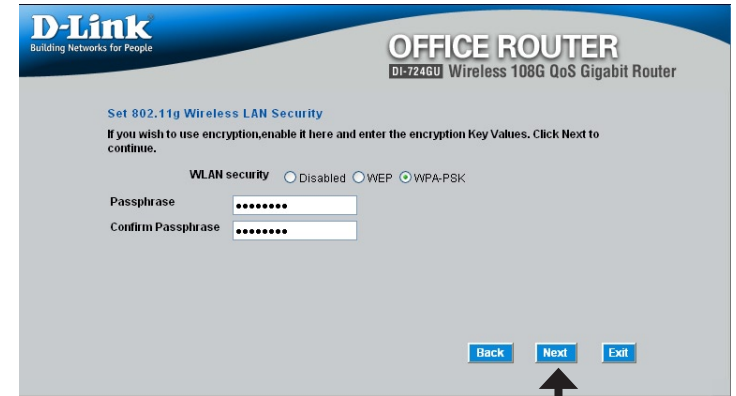 D-Link
Building Networks for People
OFFICE ROUTER
DI-724GU Wireless 108G QoS Gigabit Router
Set 802.11g Wireless LAN Security
If you wish to use encryption,enable it here and enter the encryption Key Values. Click Next to
continue.
WLAN security Disabled WEP WPA-PSK
Passphrase ••••••••
Confirm Passphrase ••••••••
Back Next Exit